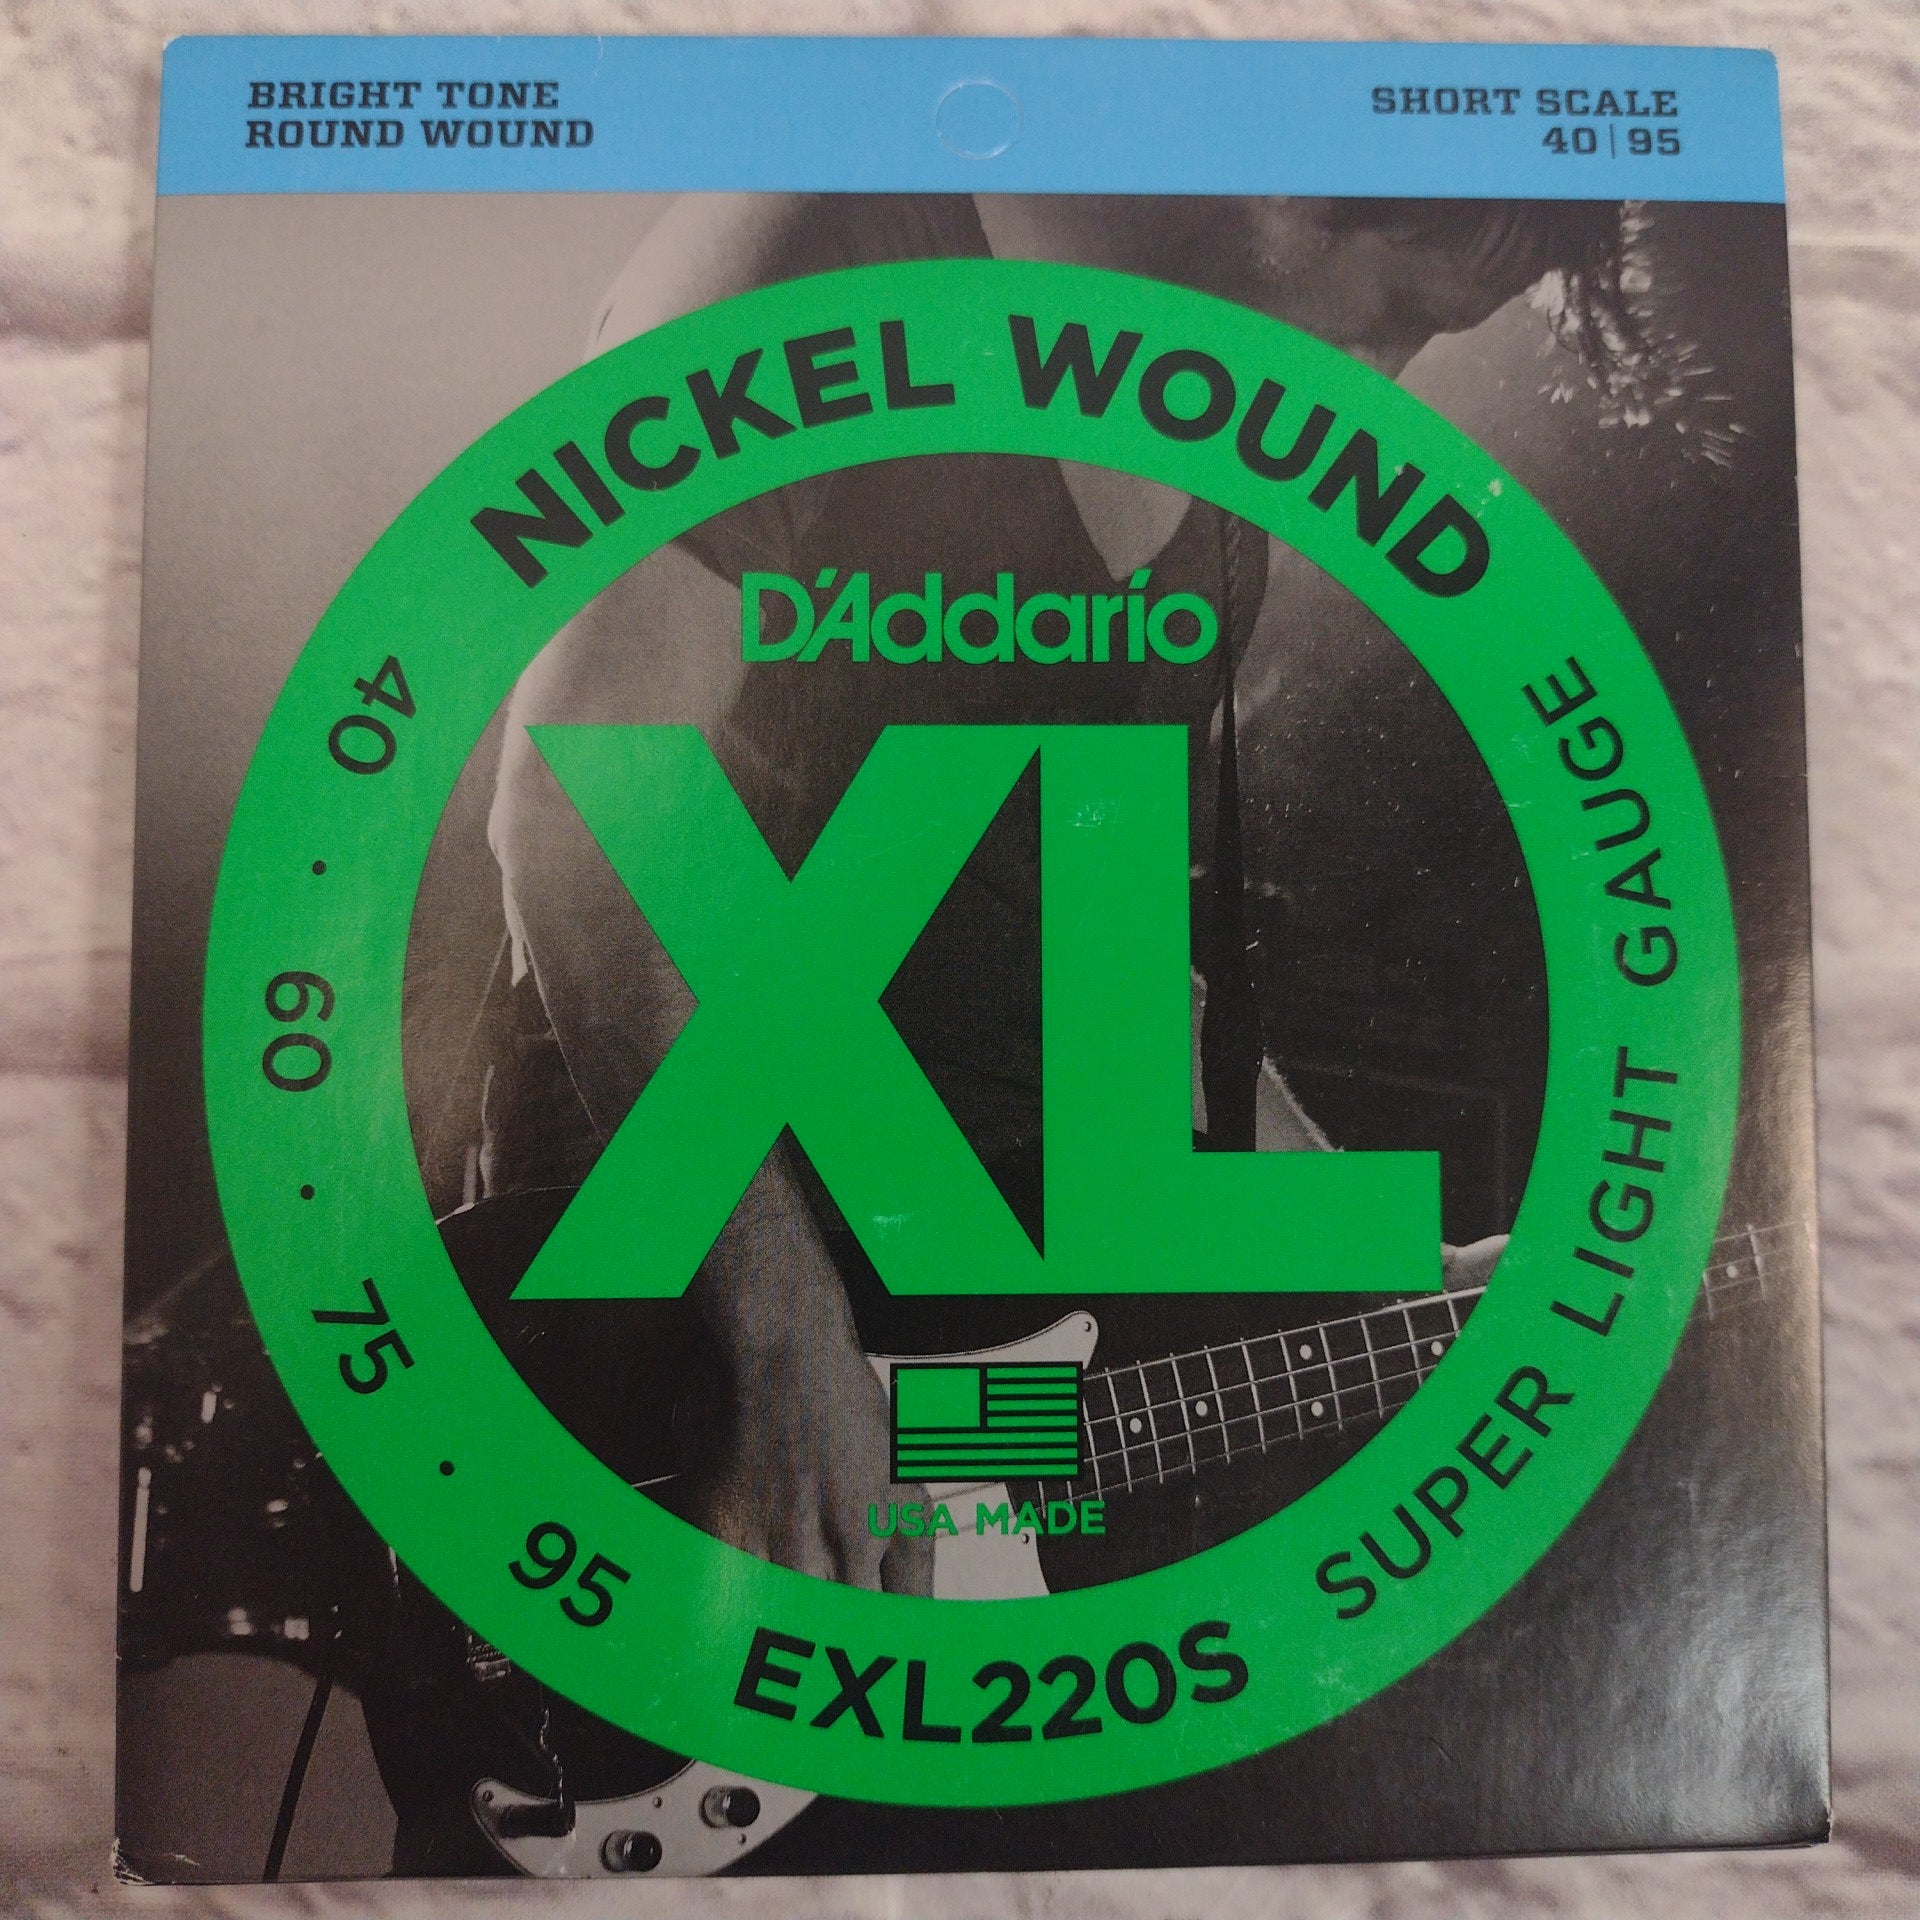 BRIGHT TONE
ROUND WOUND
SHORT SCALE
40 | 95
NICKEL WOUND
D'Addario
XL
USA MADE
40 · 60 · 75 · 95
EXL220S
SUPER LIGHT GAUGE